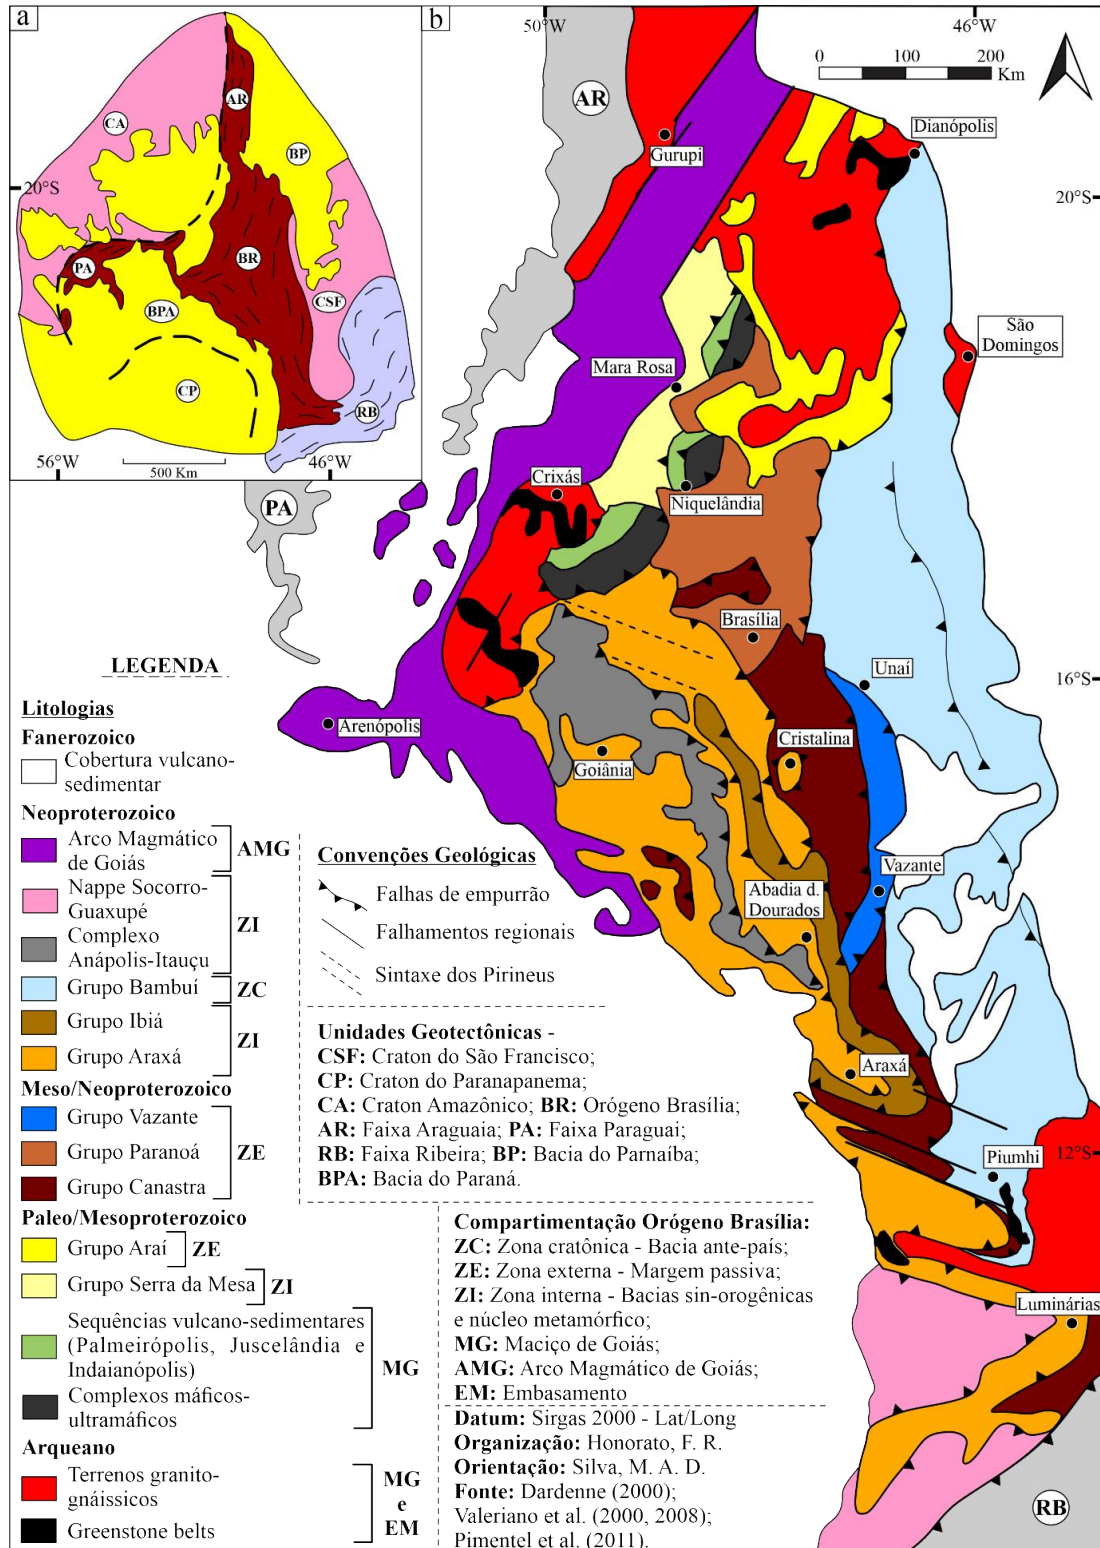 a
AR
CA
BP
20°S
BR
PA
CSF
BPA
CP
RB
56°W
500 Km
46°W
b
50°W
46°W
0 100 200
Km
AR
Dianópolis
Gurupi
20°S
São
Domingos
Mara Rosa
Crixás
Niquelândia
PA
Brasília
Unaí
16°S
Arenópolis
Cristalina
Goiânia
Vazante
Abadia d.
Dourados
Araxá
Piumhi
12°S
Luminárias
RB
LEGENDA
Litologias
Fanerozoico
Cobertura vulcano-
sedimentar
Neoproterozoico
Arco Magmático
de Goiás
AMG
Nappe Socorro-
Guaxupé
Complexo
Anápolis-Itauçu
ZI
Grupo Bambuí
ZC
Grupo Ibiá
Grupo Araxá
ZI
Meso/Neoproterozoico
Grupo Vazante
Grupo Paranoá
Grupo Canastra
ZE
Paleo/Mesoproterozoico
Grupo Araí
ZE
Grupo Serra da Mesa
ZI
Sequências vulcano-sedimentares
(Palmeirópolis, Juscelândia e
Indaianópolis)
Complexos máficos-
ultramáficos
MG
Arqueano
Terrenos granito-
gnáissicos
Greenstone belts
MG
e
EM
Convenções Geológicas
Falhas de empurrão
Falhamentos regionais
Sintaxe dos Pirineus
Unidades Geotectônicas -
CSF: Craton do São Francisco;
CP: Craton do Paranapanema;
CA: Craton Amazônico; BR: Orógeno Brasília;
AR: Faixa Araguaia; PA: Faixa Paraguai;
RB: Faixa Ribeira; BP: Bacia do Parnaíba;
BPA: Bacia do Paraná.
Compartimentação Orógeno Brasília:
ZC: Zona cratônica - Bacia ante-país;
ZE: Zona externa - Margem passiva;
ZI: Zona interna - Bacias sin-orogênicas
e núcleo metamórfico;
MG: Maciço de Goiás;
AMG: Arco Magmático de Goiás;
EM: Embasamento
Datum: Sirgas 2000 - Lat/Long
Organização: Honorato, F. R.
Orientação: Silva, M. A. D.
Fonte: Dardenne (2000);
Valeriano et al. (2000, 2008);
Pimentel et al. (2011).